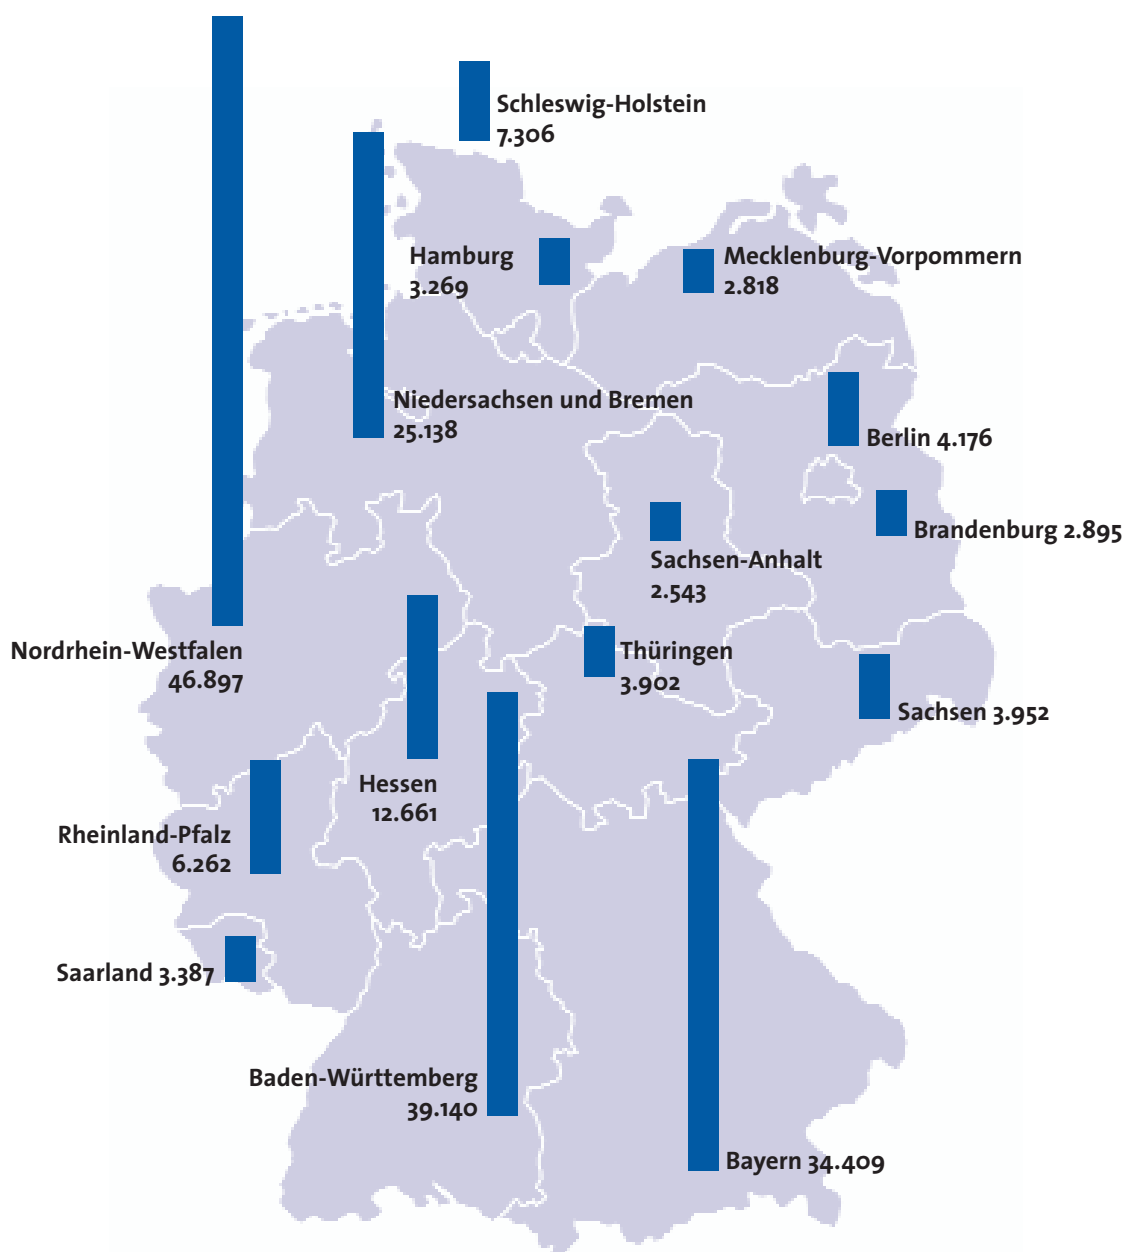 Schleswig-Holstein
7.306
Hamburg
3.269
Mecklenburg-Vorpommern
2.818
Niedersachsen und Bremen
25.138
Berlin 4.176
Brandenburg 2.895
Sachsen-Anhalt
2.543
Nordrhein-Westfalen
46.897
Thüringen
3.902
Sachsen 3.952
Hessen
12.661
Rheinland-Pfalz
6.262
Saarland 3.387
Baden-Württemberg
39.140
Bayern 34.409